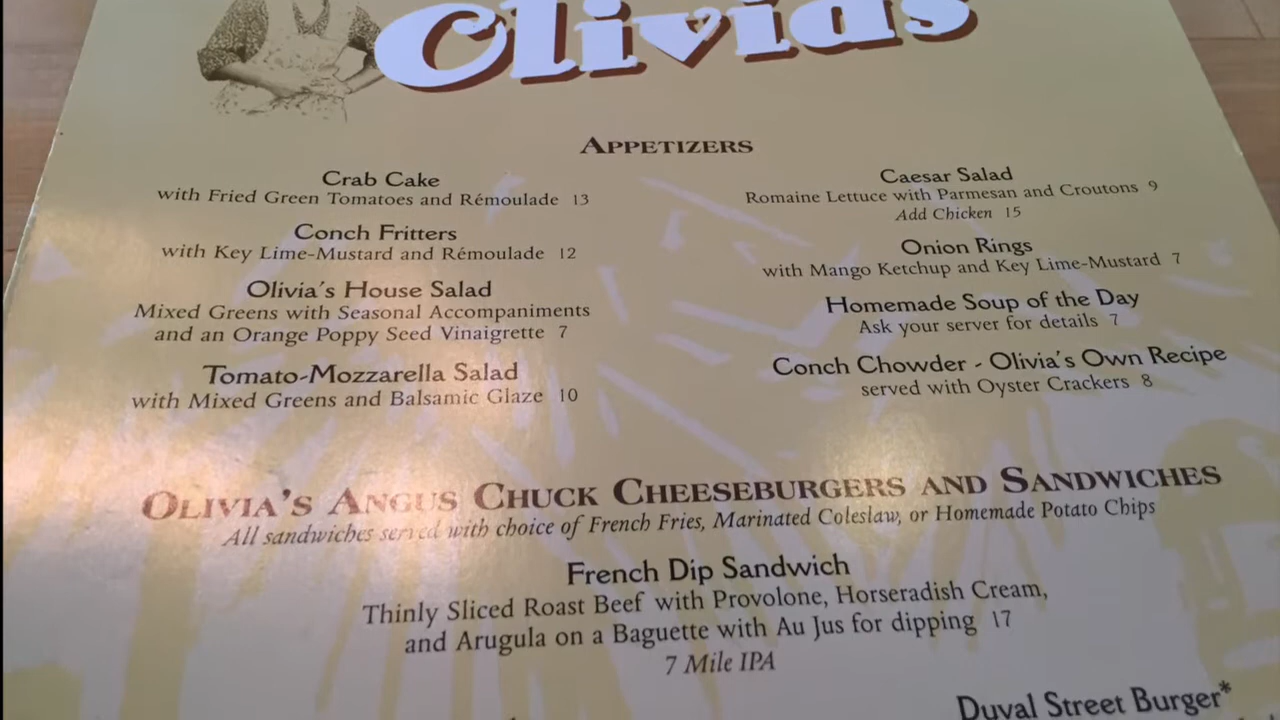 Olivia's
APPETIZERS
Crab Cake
with Fried Green Tomatoes and Rémoulade 13
Conch Fritters
with Key Lime-Mustard and Rémoulade 12
Olivia's House Salad
Mixed Greens with Seasonal Accompaniments
and an Orange Poppy Seed Vinaigrette 7
Tomato-Mozzarella Salad
with Mixed Greens and Balsamic Glaze 10
Caesar Salad
Romaine Lettuce with Parmesan and Croutons 9
Add Chicken 15
Onion Rings
with Mango Ketchup and Key Lime-Mustard 7
Homemade Soup of the Day
Ask your server for details 7
Conch Chowder - Olivia's Own Recipe
served with Oyster Crackers 8
OLIVIA'S ANGUS CHUCK CHEESEBURGERS AND SANDWICHES
All sandwiches served with choice of French Fries, Marinated Coleslaw, or Homemade Potato Chips
French Dip Sandwich
Thinly Sliced Roast Beef with Provolone, Horseradish Cream,
and Arugula on a Baguette with Au Jus for dipping 17
7 Mile IPA
Duval Street Burger*